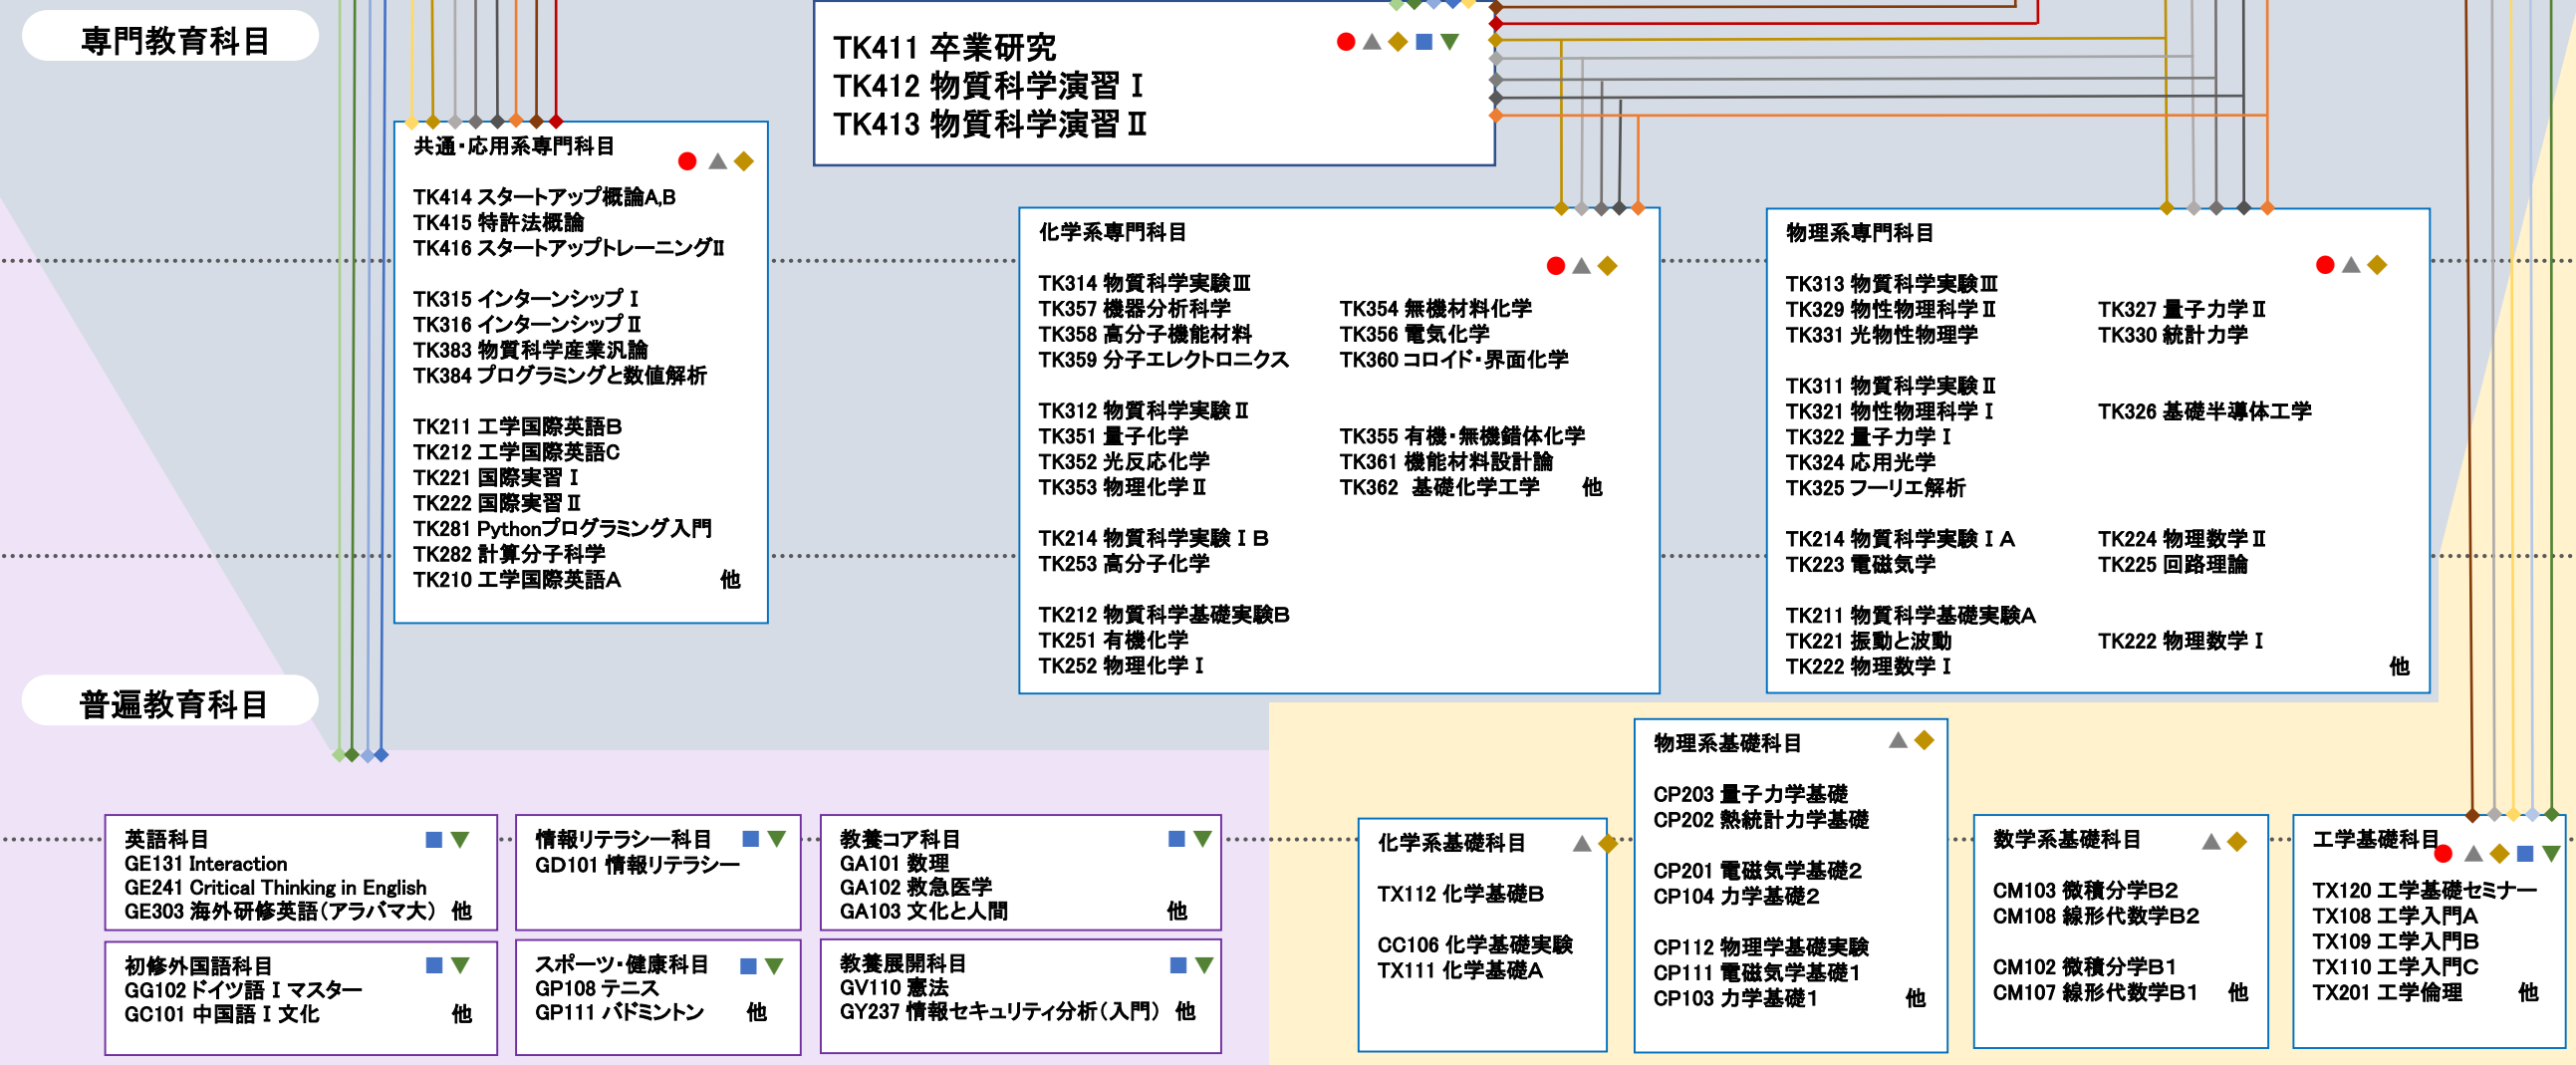 専門教育科目
TK411 卒業研究
TK412 物質科学演習Ⅰ
TK413 物質科学演習Ⅱ
共通・応用系専門科目
TK414 スタートアップ概論A,B
TK415 特許法概論
TK416 スタートアップトレーニングⅡ
TK315 インターンシップⅠ
TK316 インターンシップⅡ
TK383 物質科学産業汎論
TK384 プログラミングと数値解析
TK211 工学国際英語B
TK212 工学国際英語C
TK221 国際実習Ⅰ
TK222 国際実習Ⅱ
TK281 Pythonプログラミング入門
TK282 計算分子科学
TK210 工学国際英語A 他
化学系専門科目
TK314 物質科学実験Ⅲ
TK357 機器分析科学 TK354 無機材料化学
TK358 高分子機能材料 TK356 電気化学
TK359 分子エレクトロニクス TK360 コロイド・界面化学
TK312 物質科学実験Ⅱ
TK351 量子化学 TK355 有機・無機錯体化学
TK352 光反応化学 TK361 機能材料設計論
TK353 物理化学Ⅱ TK362 基礎化学工学 他
TK214 物質科学実験ⅠB
TK253 高分子化学
TK212 物質科学基礎実験B
TK251 有機化学
TK252 物理化学Ⅰ
物理系専門科目
TK313 物質科学実験Ⅲ
TK329 物性物理科学Ⅱ TK327 量子力学Ⅱ
TK331 光物性物理学 TK330 統計力学
TK311 物質科学実験Ⅱ
TK321 物性物理科学Ⅰ TK326 基礎半導体工学
TK322 量子力学Ⅰ
TK324 応用光学
TK325 フーリエ解析
TK214 物質科学実験ⅠA TK224 物理数学Ⅱ
TK223 電磁気学 TK225 回路理論
TK211 物質科学基礎実験A
TK221 振動と波動 TK222 物理数学Ⅰ
TK222 物理数学Ⅰ 他
普遍教育科目
英語科目
GE131 Interaction
GE241 Critical Thinking in English
GE303 海外研修英語（アラバマ大） 他
情報リテラシー科目
GD101 情報リテラシー
教養コア科目
GA101 数理
GA102 救急医学
GA103 文化と人間 他
初修外国語科目
GG102 ドイツ語Ⅰマスター
GC101 中国語Ⅰ文化 他
スポーツ・健康科目
GP108 テニス
GP111 バドミントン 他
教養展開科目
GV110 憲法
GY237 情報セキュリティ分析（入門） 他
化学系基礎科目
TX112 化学基礎B
CC106 化学基礎実験
TX111 化学基礎A
物理系基礎科目
CP203 量子力学基礎
CP202 熱統計力学基礎
CP201 電磁気学基礎2
CP104 力学基礎2
CP112 物理学基礎実験
CP111 電磁気学基礎1
CP103 力学基礎1 他
数学系基礎科目
CM103 微積分学B2
CM108 線形代数学B2
CM102 微積分学B1
CM107 線形代数学B1 他
工学基礎科目
TX120 工学基礎セミナー
TX108 工学入門A
TX109 工学入門B
TX110 工学入門C
TX201 工学倫理 他